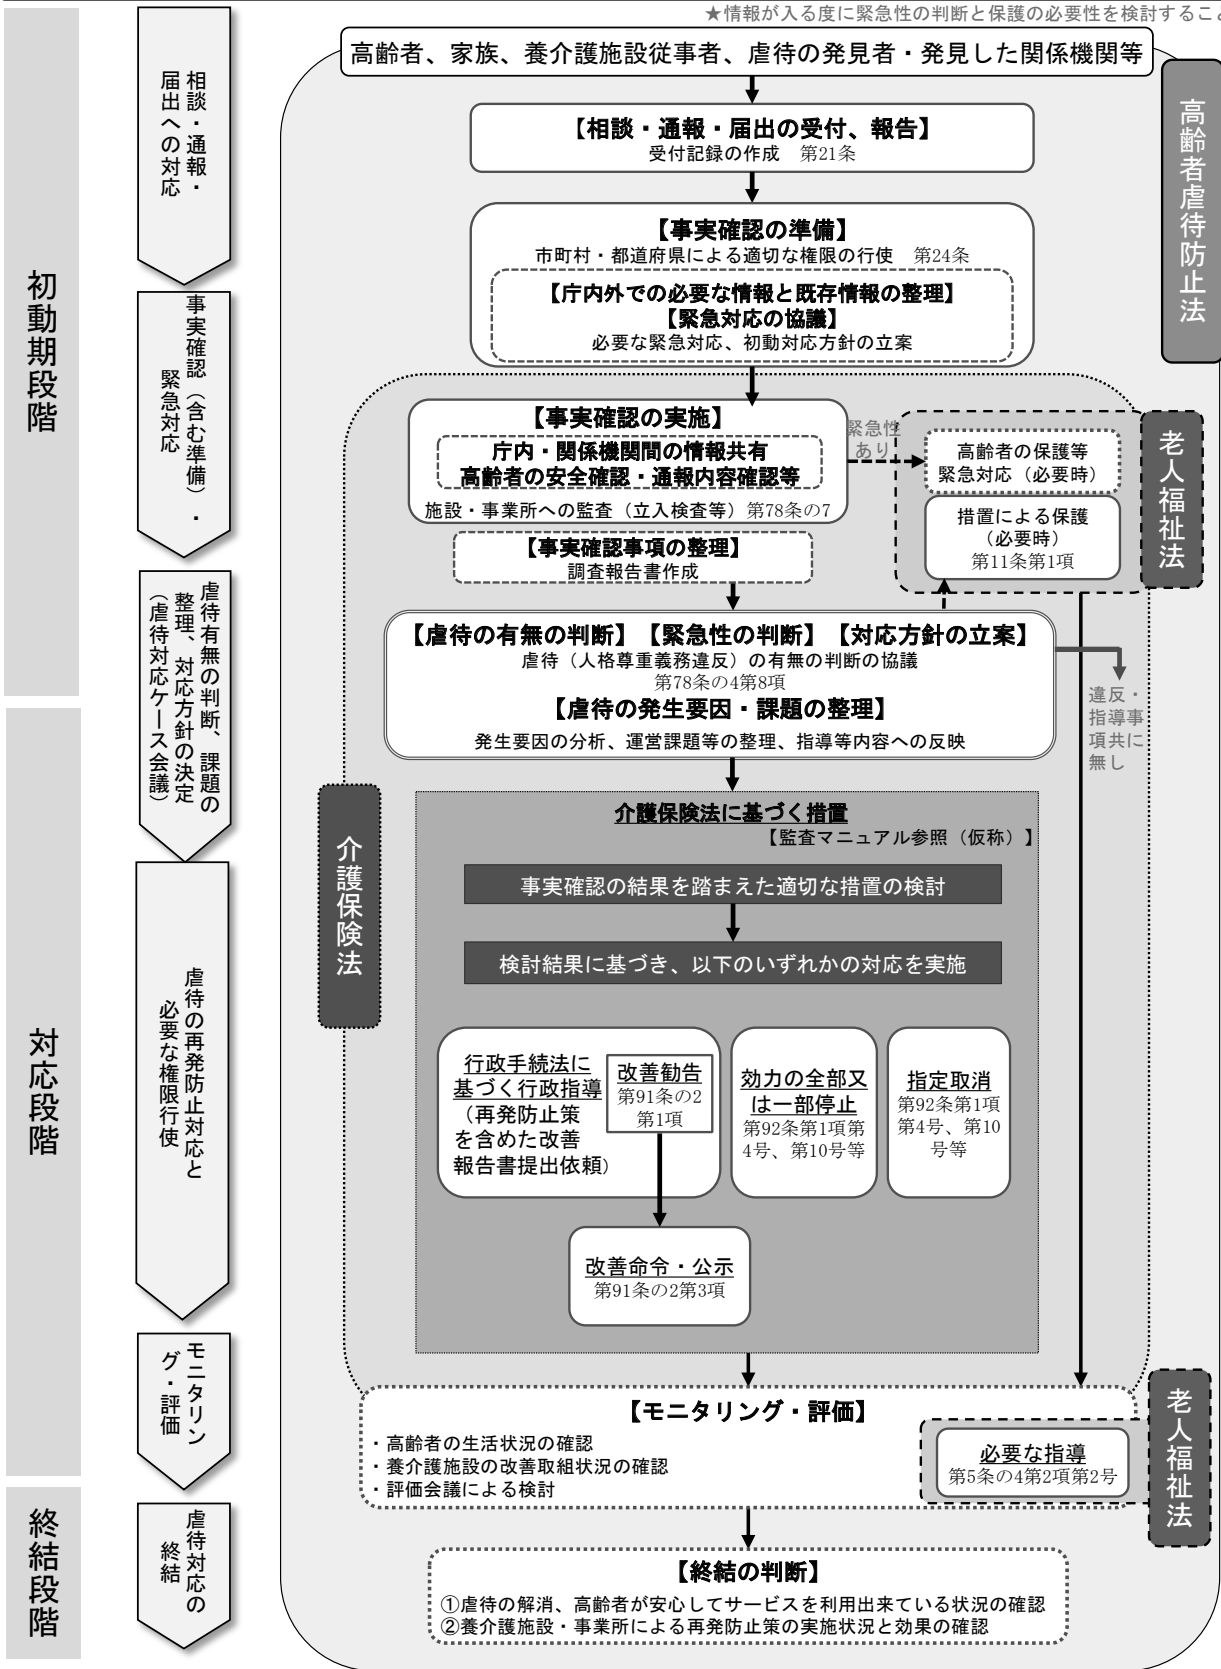 ★情報が入る度に緊急性の判断と保護の必要性を検討するこ
高齢者、家族、養介護施設従事者、虐待の発見者・発見した関係機関等
高齢者虐待防止法
初動期段階
相談・通報・
届出への対応
【相談・通報・届出の受付、報告】
受付記録の作成　第21条
【事実確認の準備】
市町村・都道府県による適切な権限の行使　第24条
【庁内外での必要な情報と既存情報の整理】
【緊急対応の協議】
必要な緊急対応、初動対応方針の立案
事実確認（含む準備）・
緊急対応
【事実確認の実施】
庁内・関係機関間の情報共有
高齢者の安全確認・通報内容確認等
施設・事業所への監査（立入検査等）第78条の7
緊急性
あり
高齢者の保護等
緊急対応（必要時）
措置による保護
（必要時）
第11条第1項
老人福祉法
【事実確認事項の整理】
調査報告書作成
虐待有無の判断、課題の
整理、対応方針の決定
（虐待対応ケース会議）
【虐待の有無の判断】【緊急性の判断】【対応方針の立案】
虐待（人格尊重義務違反）の有無の判断の協議
第78条の4第8項
【虐待の発生要因・課題の整理】
発生要因の分析、運営課題等の整理、指導等内容への反映
違反・
指導事
項共に
無し
対応段階
介護保険法
介護保険法に基づく措置
【監査マニュアル参照（仮称）】
事実確認の結果を踏まえた適切な措置の検討
検討結果に基づき、以下のいずれかの対応を実施
虐待の再発防止対応と
必要な権限行使
行政手続法に
基づく行政指導
（再発防止策
を含めた改善
報告書提出依頼）
改善勧告
第91条の2
第1項
効力の全部又
は一部停止
第92条第1項第
4号、第10号等
指定取消
第92条第1項
第4号、第10
号等
改善命令・公示
第91条の2第3項
モニタリン
グ・評価
【モニタリング・評価】
・高齢者の生活状況の確認
・養介護施設の改善取組状況の確認
・評価会議による検討
必要な指導
第5条の4第2項第2号
老人福祉法
終結段階
虐待対応の
終結
【終結の判断】
①虐待の解消、高齢者が安心してサービスを利用出来ている状況の確認
②養介護施設・事業所による再発防止策の実施状況と効果の確認